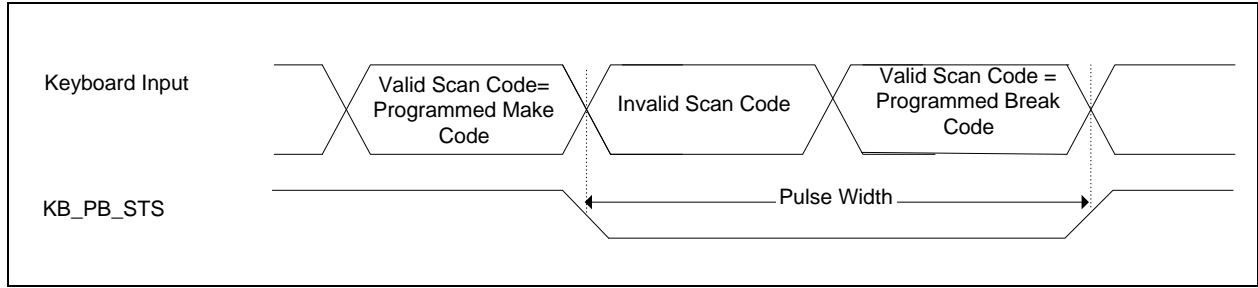 Keyboard Input
Valid Scan Code=
Programmed Make
Code
Invalid Scan Code
Valid Scan Code =
Programmed Break
Code
KB_PB_STS
Pulse Width